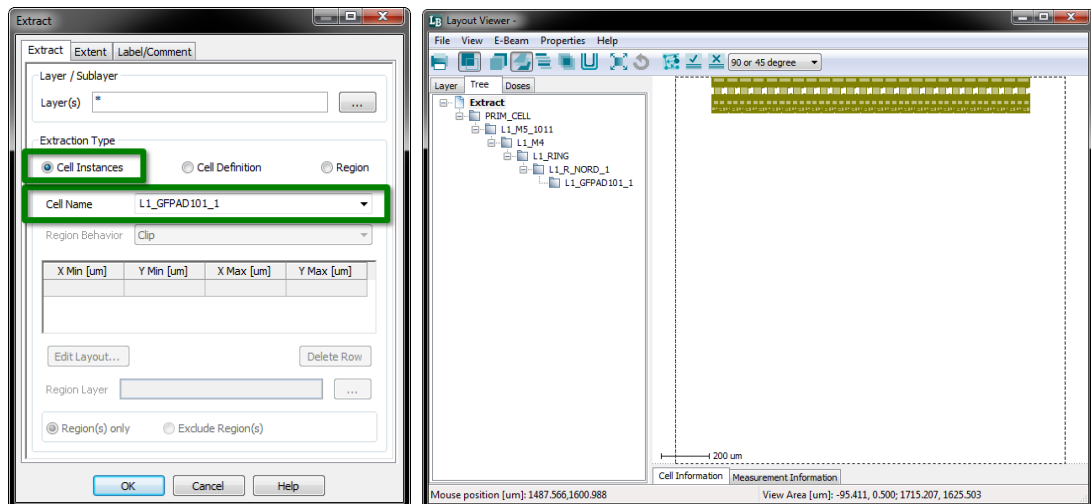 Extract
Extract Extent Label/Comment
Layer / Sublayer
Layer(s) * ...
Extraction Type
Cell Instances Cell Definition Region
Cell Name L1_GFPAD101_1
Region Behavior Clip
X Min [um] Y Min [um] X Max [um] Y Max [um]
Edit Layout... Delete Row
Region Layer ...
Region(s) only Exclude Region(s)
OK Cancel Help
LB Layout Viewer -
File View E-Beam Properties Help
90 or 45 degree
Layer Tree Doses
Extract
PRIM_CELL
L1_M5_1011
L1_M4
L1_RING
L1_R_NORD_1
L1_GFPAD101_1
200 um
Cell Information Measurement Information
Mouse position [um]: 1487.566,1600.988 View Area [um]: -95.411, 0.500; 1715.207, 1625.503